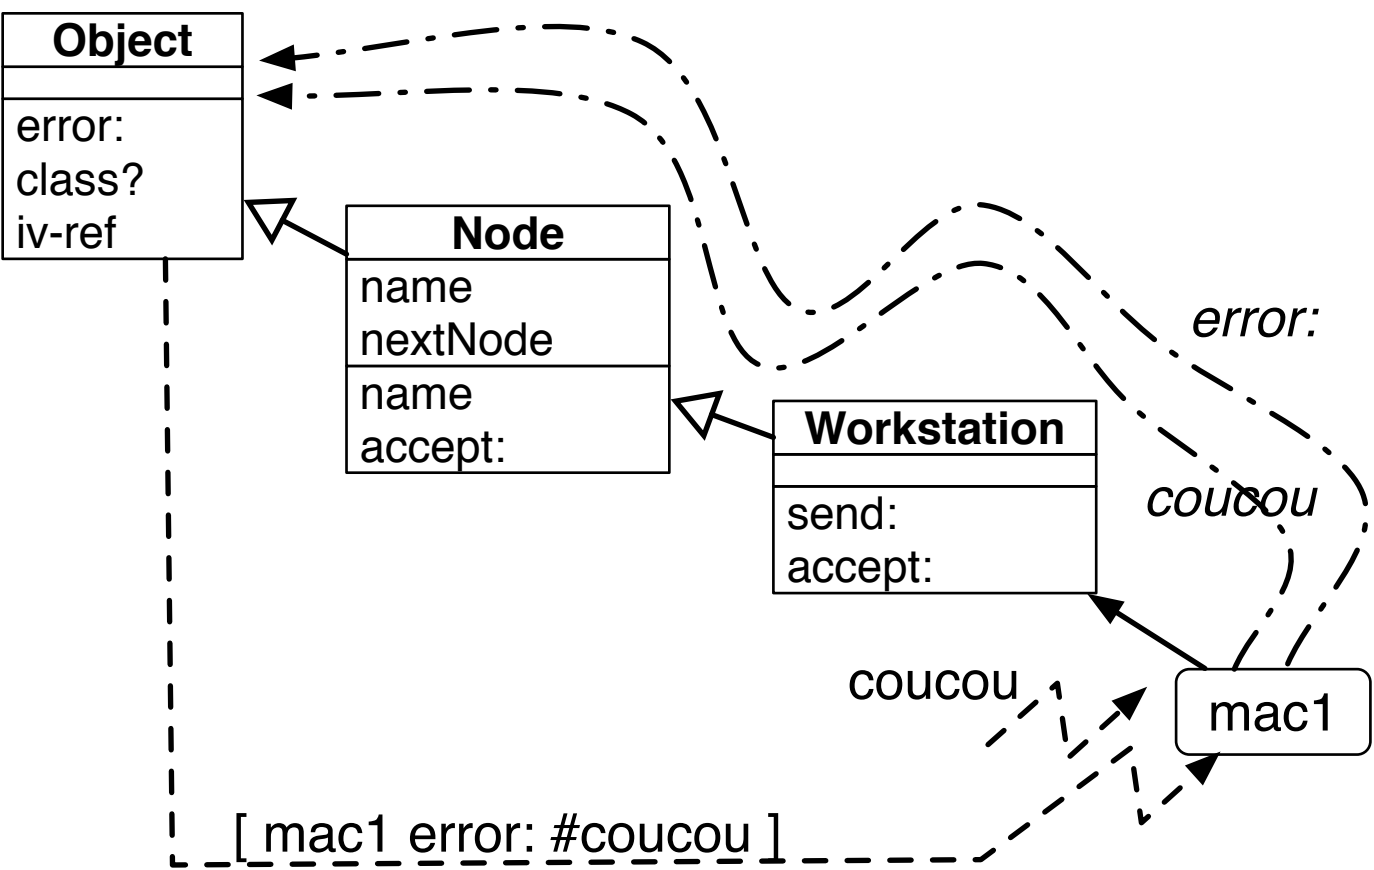 Object
error:
class?
iv-ref
Node
name
nextNode
name
accept:
Workstation
send:
accept:
error:
coucou
coucou
mac1
[ mac1 error: #coucou ]